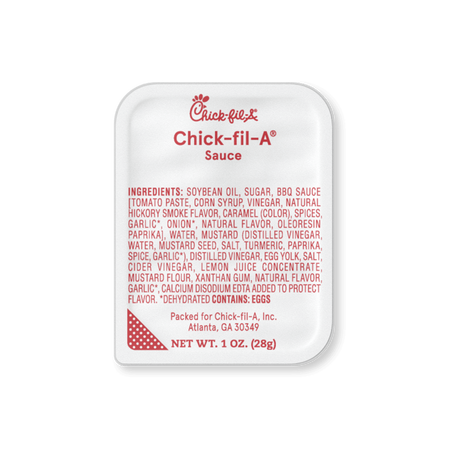 Chick-fil-A®
Chick-fil-A®
Sauce
INGREDIENTS: SOYBEAN OIL, SUGAR, BBQ SAUCE
[TOMATO PASTE, CORN SYRUP, VINEGAR, NATURAL
HICKORY SMOKE FLAVOR, CARAMEL (COLOR), SPICES,
GARLIC*, ONION*, NATURAL FLAVOR, OLEORESIN
PAPRIKA], WATER, MUSTARD (DISTILLED VINEGAR,
WATER, MUSTARD SEED, SALT, TURMERIC, PAPRIKA,
SPICE, GARLIC*), DISTILLED VINEGAR, EGG YOLK, SALT,
CIDER VINEGAR, LEMON JUICE CONCENTRATE,
MUSTARD FLOUR, XANTHAN GUM, NATURAL FLAVOR,
GARLIC*, CALCIUM DISODIUM EDTA ADDED TO PROTECT
FLAVOR. *DEHYDRATED CONTAINS: EGGS
Packed for Chick-fil-A, Inc.
Atlanta, GA 30349
NET WT. 1 OZ. (28g)